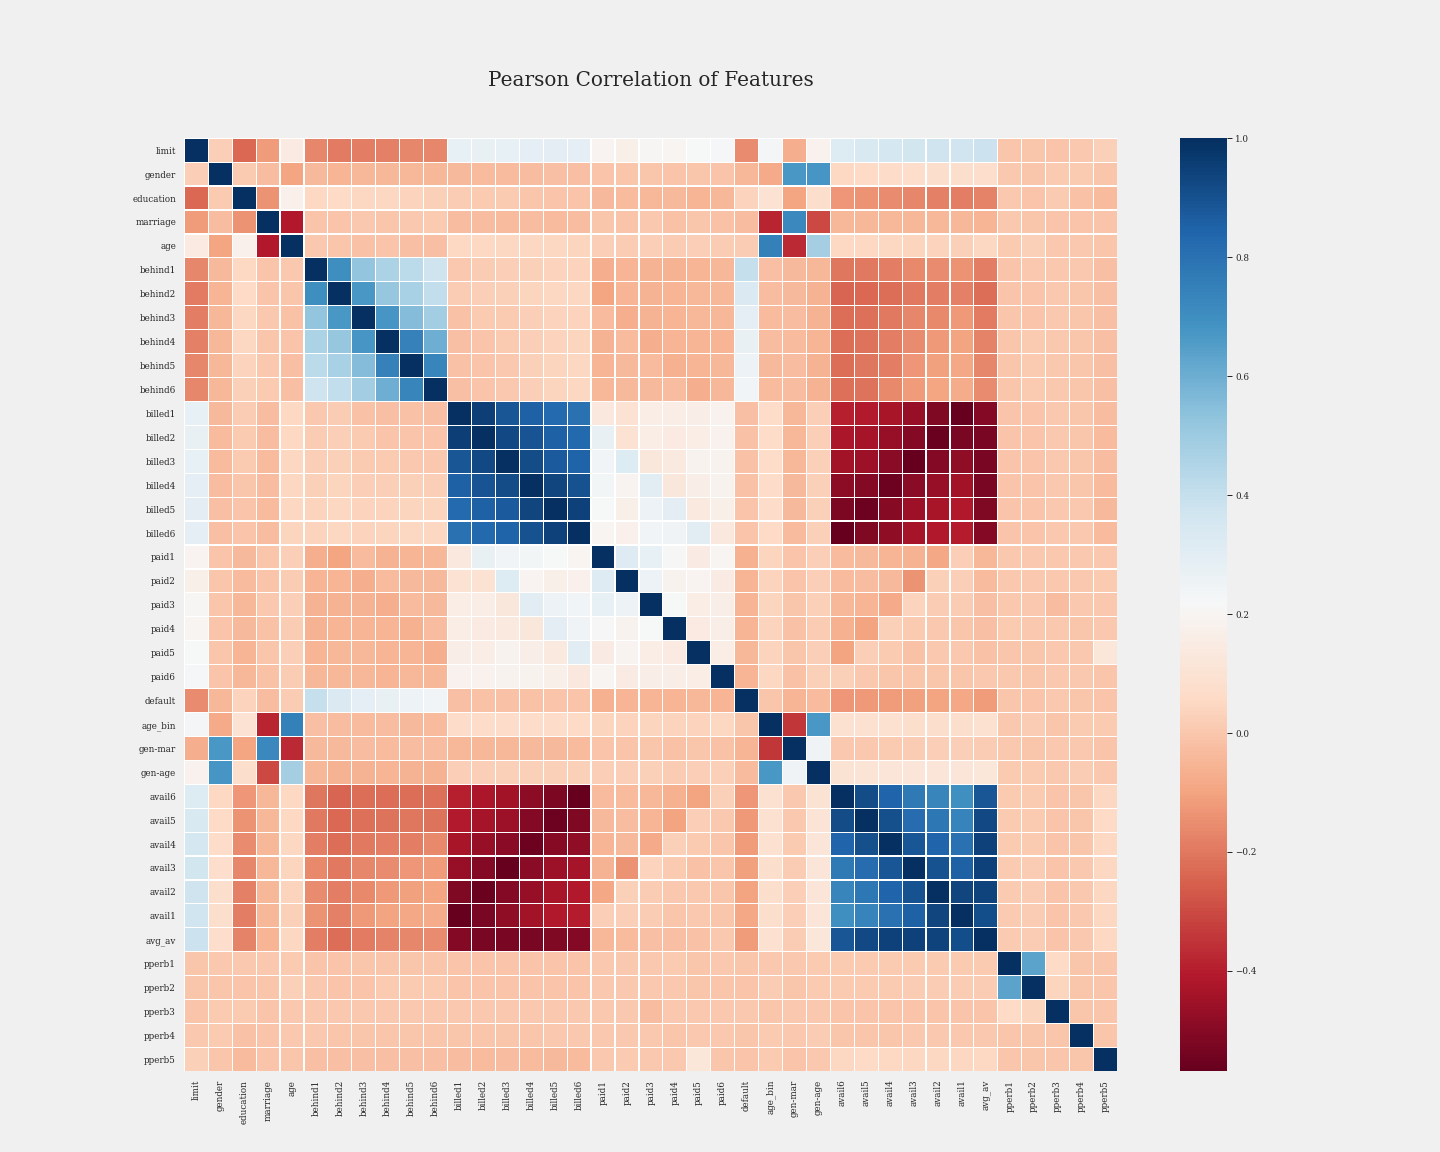 Pearson Correlation of Features
limit
gender
education
marriage
age
behind1
behind2
behind3
behind4
behind5
behind6
billed1
billed2
billed3
billed4
billed5
billed6
paid1
paid2
paid3
paid4
paid5
paid6
default
age_bin
gen-mar
gen-age
avail6
avail5
avail4
avail3
avail2
avail1
avg_av
pperb1
pperb2
pperb3
pperb4
pperb5
limit
gender
education
marriage
age
behind1
behind2
behind3
behind4
behind5
behind6
billed1
billed2
billed3
billed4
billed5
billed6
paid1
paid2
paid3
paid4
paid5
paid6
default
age_bin
gen-mar
gen-age
avail6
avail5
avail4
avail3
avail2
avail1
avg_av
pperb1
pperb2
pperb3
pperb4
pperb5
1.0
0.8
0.6
0.4
0.2
0.0
−0.2
−0.4